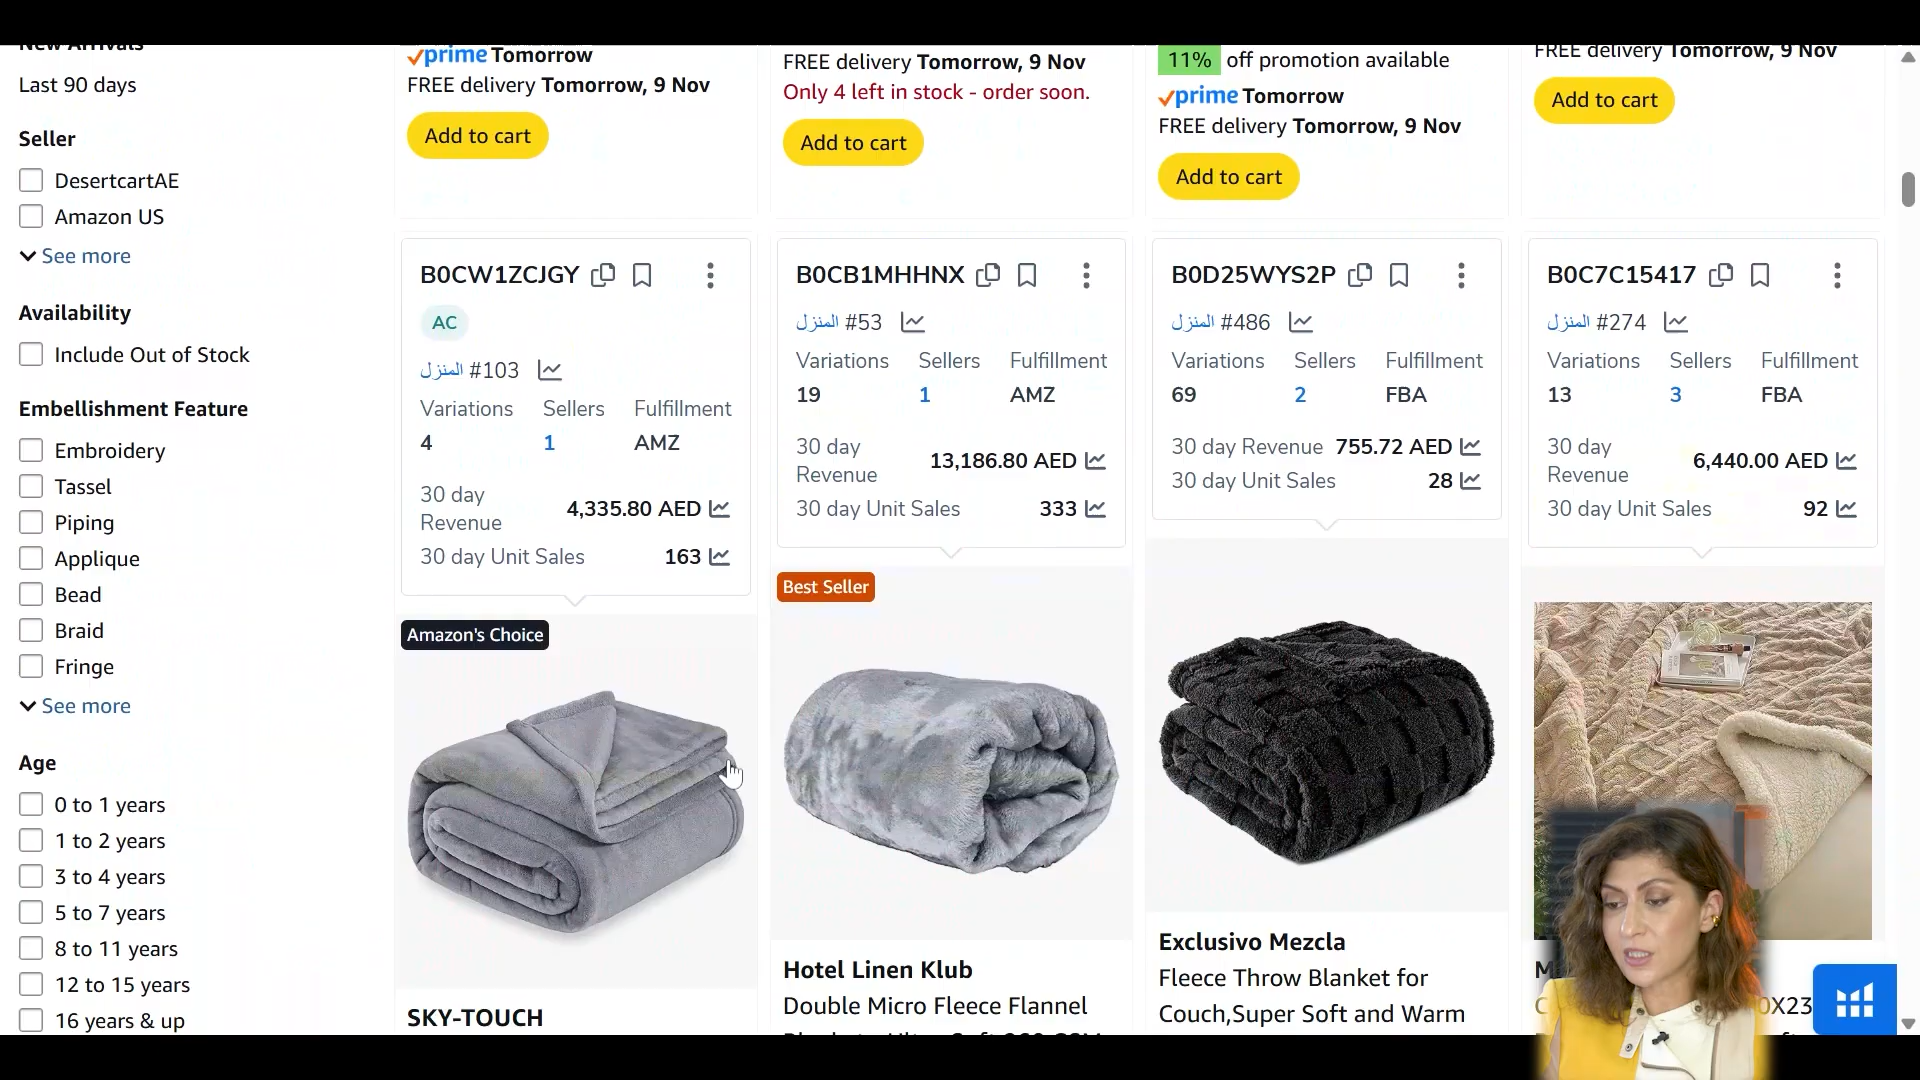 New Arrivals
Last 90 days
Seller
DesertcartAE
Amazon US
See more
Availability
Include Out of Stock
Embellishment Feature
Embroidery
Tassel
Piping
Applique
Bead
Braid
Fringe
See more
Age
0 to 1 years
1 to 2 years
3 to 4 years
5 to 7 years
8 to 11 years
12 to 15 years
16 years & up
prime Tomorrow
FREE delivery Tomorrow, 9 Nov
Add to cart
FREE delivery Tomorrow, 9 Nov
Only 4 left in stock - order soon.
Add to cart
11% off promotion available
prime Tomorrow
FREE delivery Tomorrow, 9 Nov
Add to cart
FREE delivery Tomorrow, 9 Nov
Add to cart
B0CW1ZCJGY
AC
المنزل #103
Variations Sellers Fulfillment
4 1 AMZ
30 day
Revenue 4,335.80 AED
30 day Unit Sales 163
Amazon's Choice
SKY-TOUCH
B0CB1MHHNX
المنزل #53
Variations Sellers Fulfillment
19 1 AMZ
30 day
Revenue 13,186.80 AED
30 day Unit Sales 333
Best Seller
Hotel Linen Klub
Double Micro Fleece Flannel
B0D25WYS2P
المنزل #486
Variations Sellers Fulfillment
69 2 FBA
30 day Revenue 755.72 AED
30 day Unit Sales 28
Exclusivo Mezcla
Fleece Throw Blanket for
Couch,Super Soft and Warm
B0C7C15417
المنزل #274
Variations Sellers Fulfillment
13 3 FBA
30 day
Revenue 6,440.00 AED
30 day Unit Sales 92